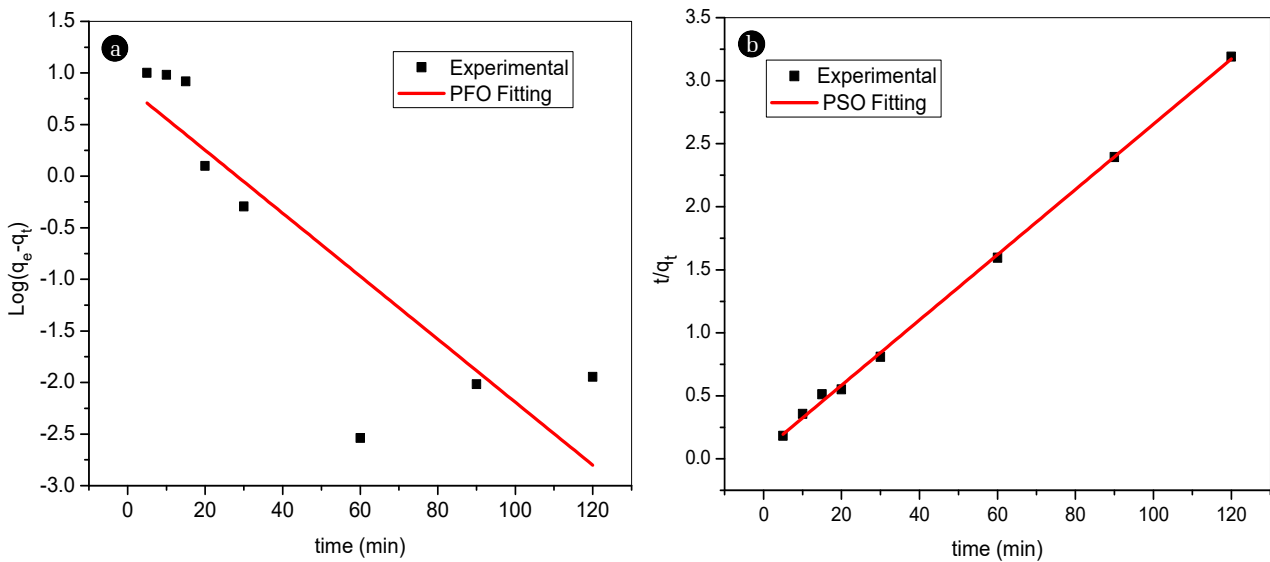 a
1.5
1.0
0.5
0.0
-0.5
-1.0
-1.5
-2.0
-2.5
-3.0
Log(qe-qt)
Experimental
PFO Fitting
0 20 40 60 80 100 120
time (min)
b
3.5
3.0
2.5
2.0
1.5
1.0
0.5
0.0
t/qt
Experimental
PSO Fitting
0 20 40 60 80 100 120
time (min)